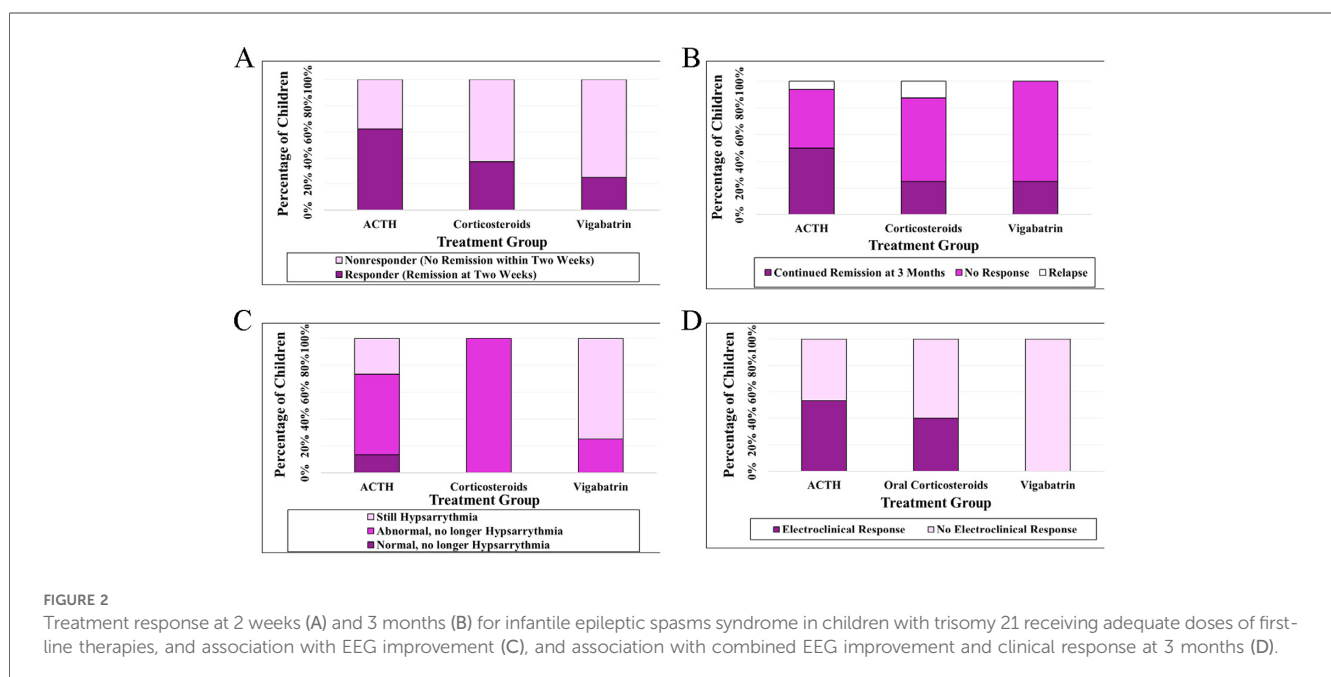 A
Percentage of Children
0% 20% 40% 60% 80%100%
ACTH Corticosteroids Vigabatrin
Treatment Group
Nonresponder (No Remission within Two Weeks)
Responder (Remission at Two Weeks)
B
Percentage of Children
0% 20% 40% 60% 80%100%
ACTH Corticosteroids Vigabatrin
Treatment Group
Continued Remission at 3 Months No Response Relapse
C
Percentage of Children
0% 20% 40% 60% 80%100%
ACTH Corticosteroids Vigabatrin
Treatment Group
Still Hypsarrythmia
Abnormal, no longer Hypsarrythmia
Normal, no longer Hypsarrythmia
D
Percentage of Children
0% 20% 40% 60% 80%100%
ACTH Oral Corticosteroids Vigabatrin
Treatment Group
Electroclinical Response No Electroclinical Response
FIGURE 2
Treatment response at 2 weeks (A) and 3 months (B) for infantile epileptic spasms syndrome in children with trisomy 21 receiving adequate doses of first-
line therapies, and association with EEG improvement (C), and association with combined EEG improvement and clinical response at 3 months (D).